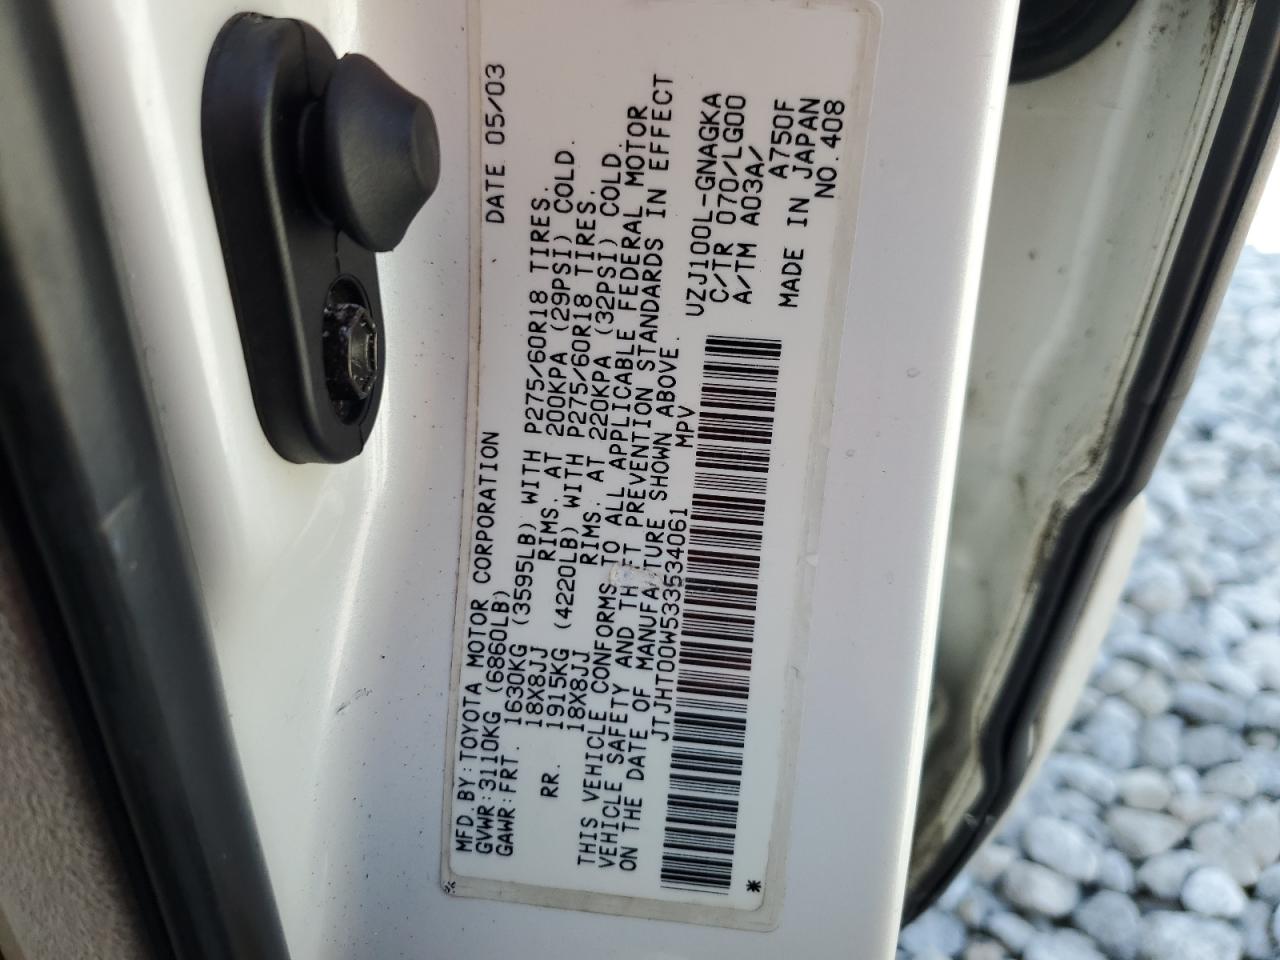 MFD.BY:TOYOTA MOTOR CORPORATION DATE 05/03
GVWR:3110KG (6860LB)
GAWR:FRT. 1630KG (3595LB) WITH P275/60R18 TIRES.
18X8JJ RIMS. AT 200KPA (29PSI) COLD.
RR. 1915KG (4220LB) WITH P275/60R18 TIRES.
18X8JJ RIMS. AT 220KPA (32PSI) COLD.
THIS VEHICLE CONFORMS TO ALL APPLICABLE FEDERAL MOTOR
VEHICLE SAFETY AND THEFT PREVENTION STANDARDS IN EFFECT
ON THE DATE OF MANUFACTURE SHOWN ABOVE.
JTJHT00W533534061 MPV
UZJ100L-GNAGKA
C/TR 070/LG00
A/TM A03A/ A750F
MADE IN JAPAN
NO.408